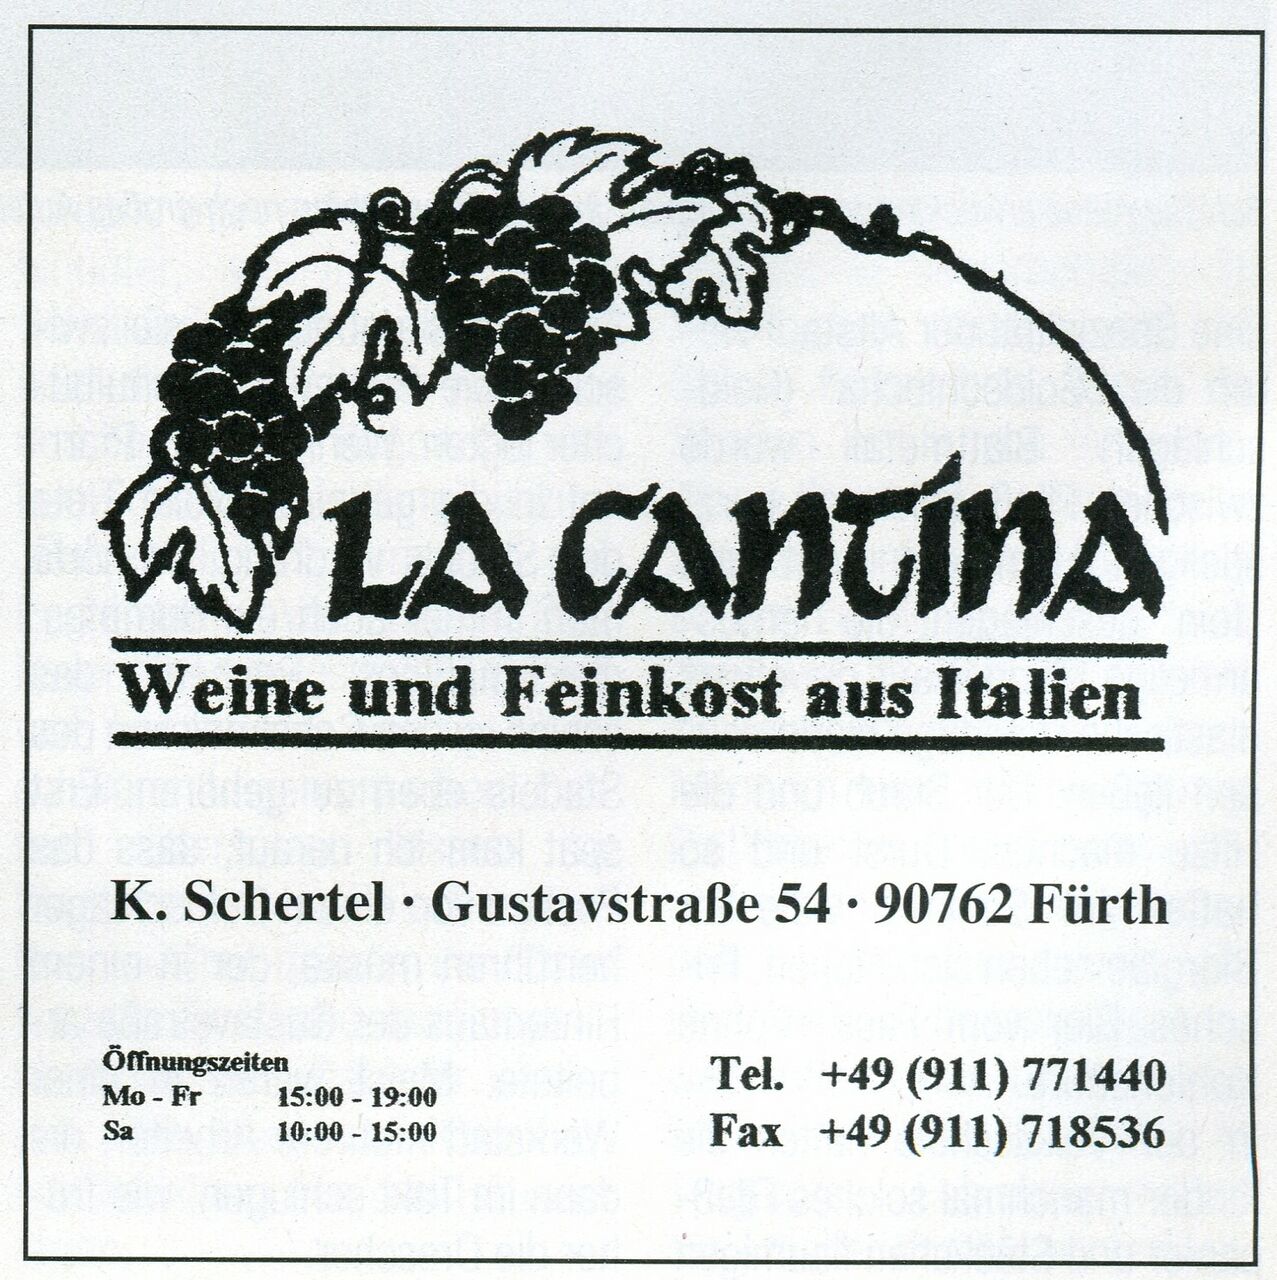 LA CANTINA
Weine und Feinkost aus Italien
K. Schertel · Gustavstraße 54 · 90762 Fürth
Öffnungszeiten
Mo - Fr 15:00 - 19:00
Sa 10:00 - 15:00
Tel. +49 (911) 771440
Fax +49 (911) 718536